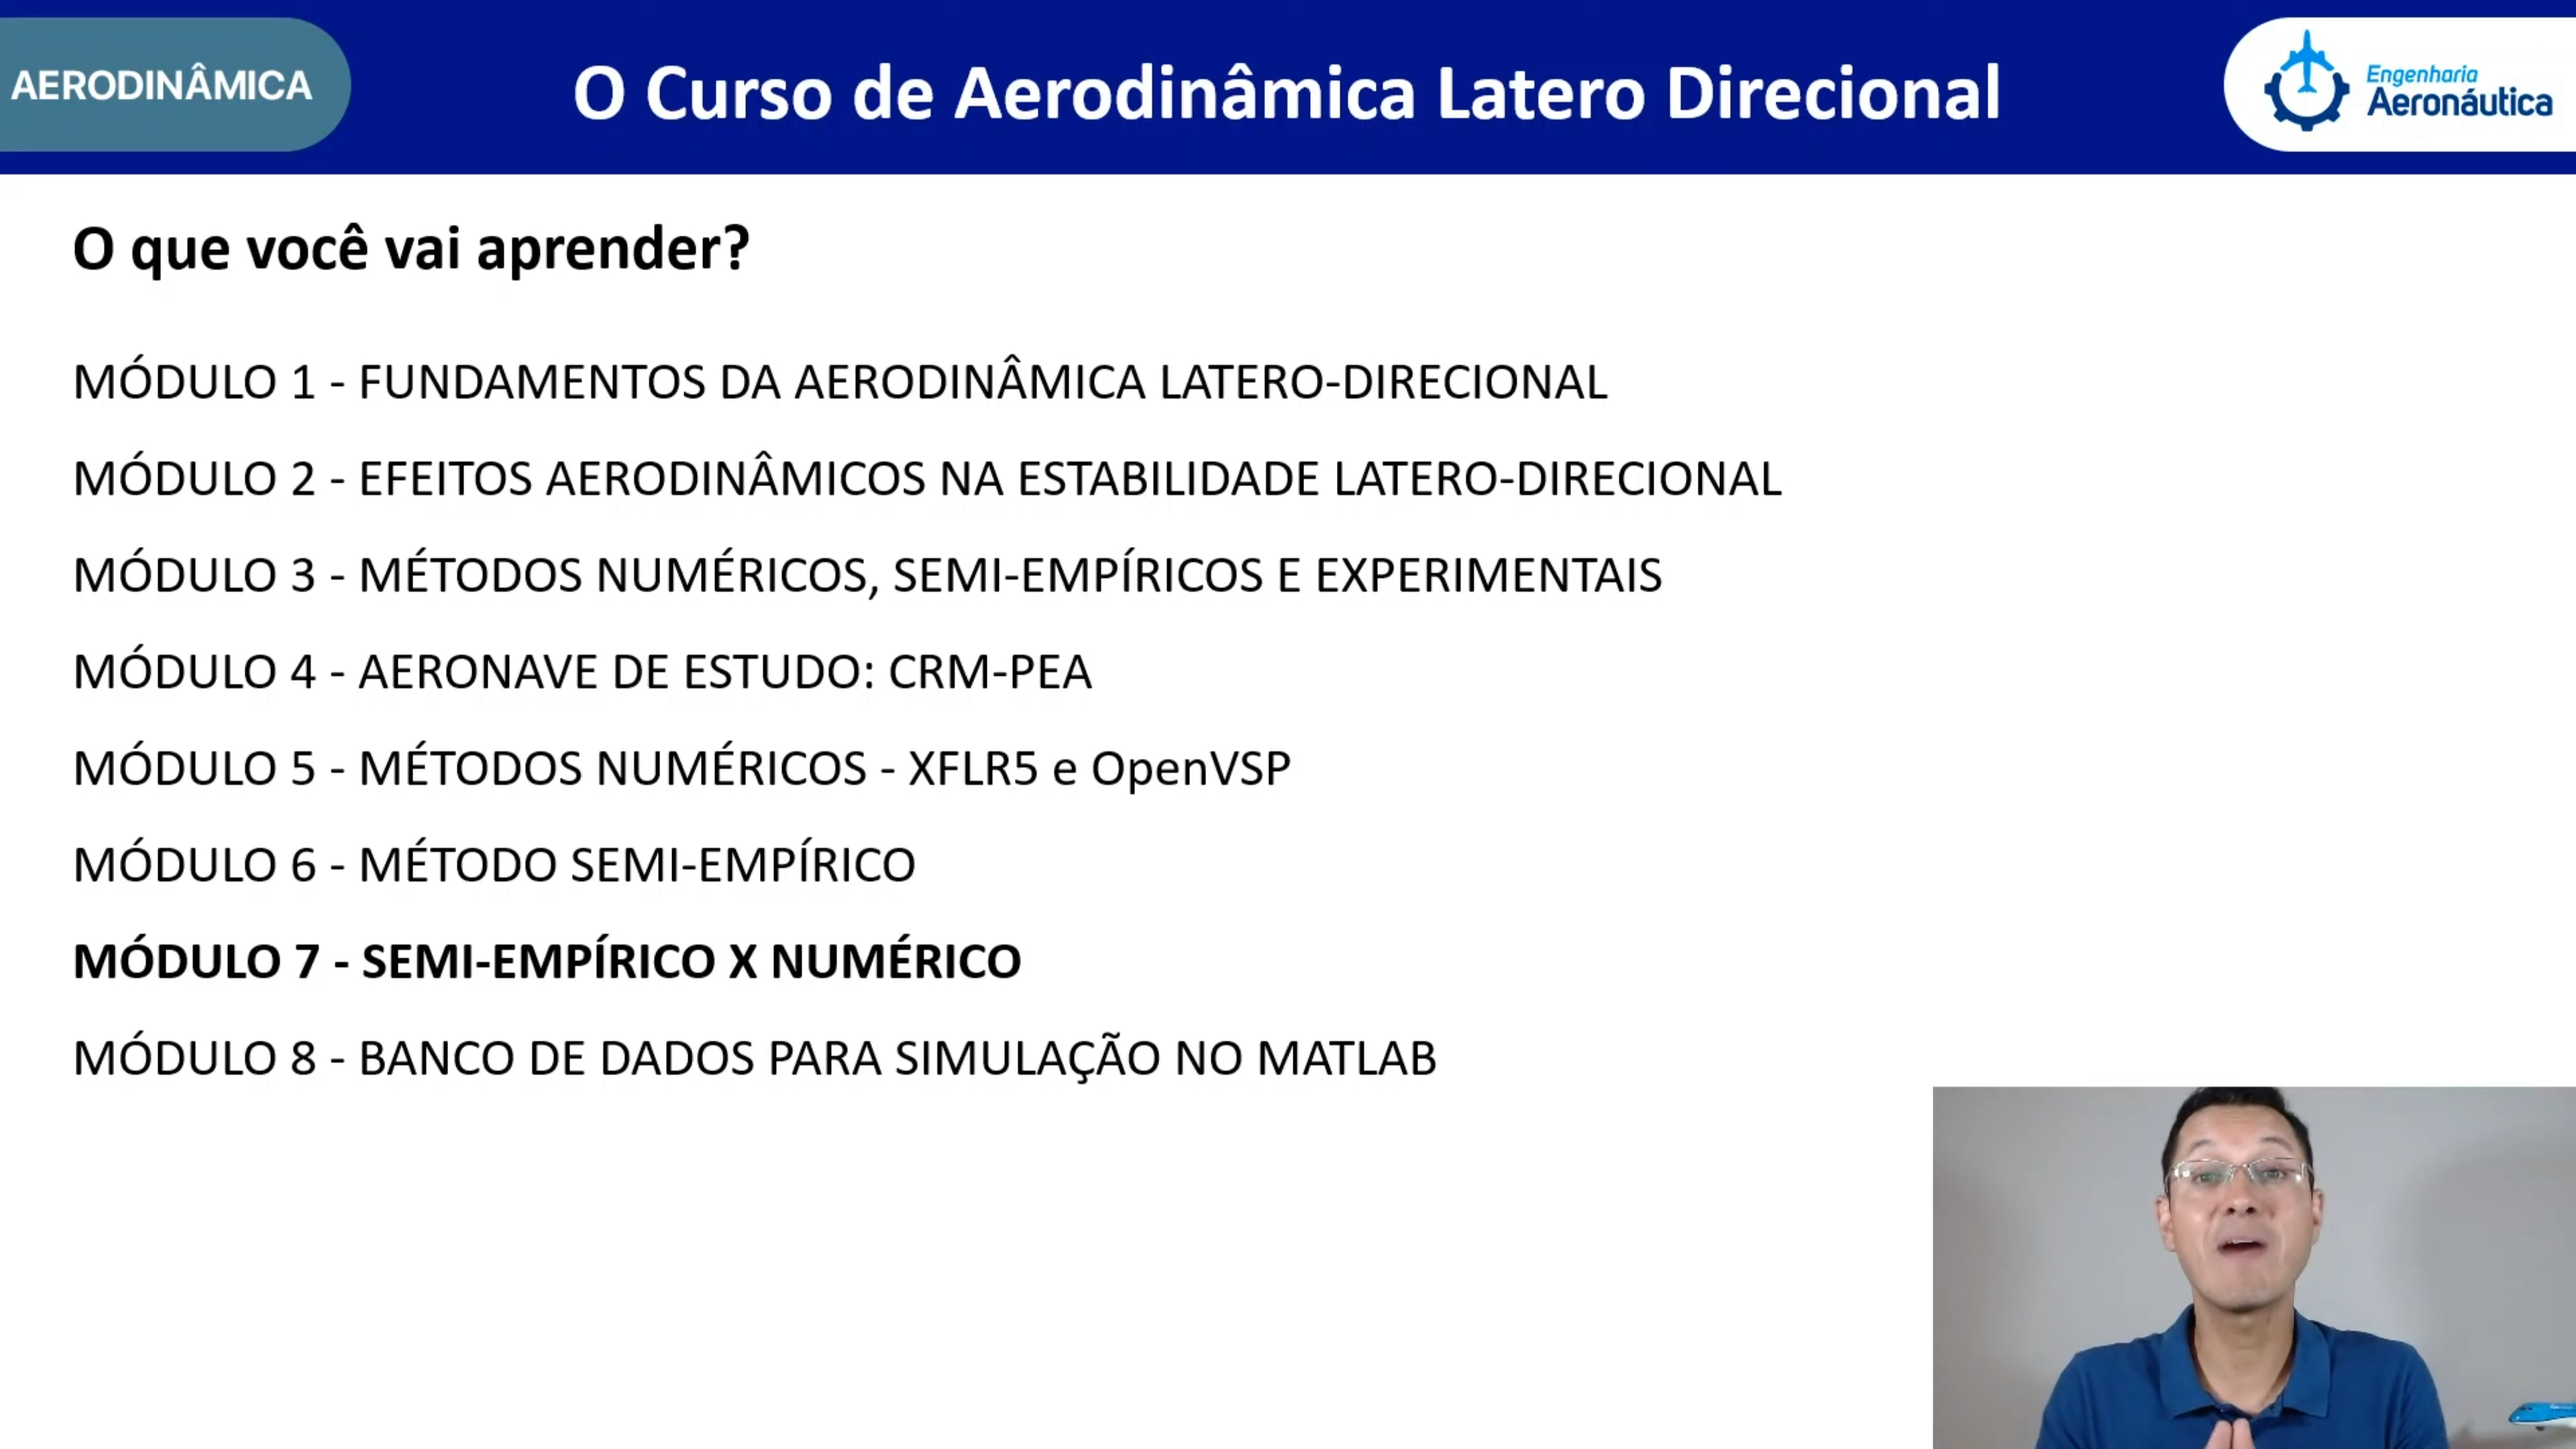 AERODINÂMICA
O Curso de Aerodinâmica Latero Direcional
Engenharia
Aeronáutica
O que você vai aprender?
MÓDULO 1 - FUNDAMENTOS DA AERODINÂMICA LATERO-DIRECIONAL
MÓDULO 2 - EFEITOS AERODINÂMICOS NA ESTABILIDADE LATERO-DIRECIONAL
MÓDULO 3 - MÉTODOS NUMÉRICOS, SEMI-EMPÍRICOS E EXPERIMENTAIS
MÓDULO 4 - AERONAVE DE ESTUDO: CRM-PEA
MÓDULO 5 - MÉTODOS NUMÉRICOS - XFLR5 e OpenVSP
MÓDULO 6 - MÉTODO SEMI-EMPÍRICO
MÓDULO 7 - SEMI-EMPÍRICO X NUMÉRICO
MÓDULO 8 - BANCO DE DADOS PARA SIMULAÇÃO NO MATLAB